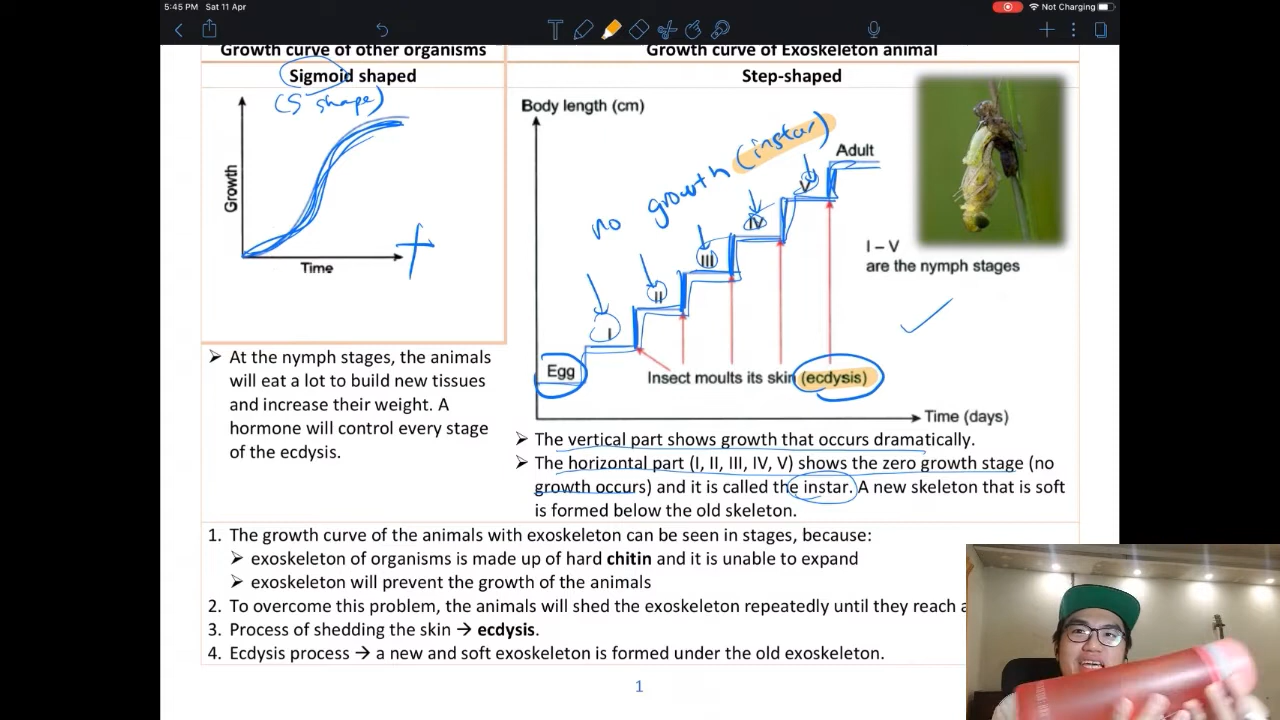 5:45 PM Sat 11 Apr
Not Charging
Growth curve of other organisms
Growth curve of Exoskeleton animal
Sigmoid shaped
(S shape)
Growth
Time
Step-shaped
Body length (cm)
no growth (instar)
Adult
V
IV
III
II
I
Egg
I – V
are the nymph stages
Insect moults its skin (ecdysis)
Time (days)
➢ At the nymph stages, the animals
will eat a lot to build new tissues
and increase their weight. A
hormone will control every stage
of the ecdysis.
➢ The vertical part shows growth that occurs dramatically.
➢ The horizontal part (I, II, III, IV, V) shows the zero growth stage (no
growth occurs) and it is called the instar. A new skeleton that is soft
is formed below the old skeleton.
1. The growth curve of the animals with exoskeleton can be seen in stages, because:
➢ exoskeleton of organisms is made up of hard chitin and it is unable to expand
➢ exoskeleton will prevent the growth of the animals
2. To overcome this problem, the animals will shed the exoskeleton repeatedly until they reach a
3. Process of shedding the skin → ecdysis.
4. Ecdysis process → a new and soft exoskeleton is formed under the old exoskeleton.
1